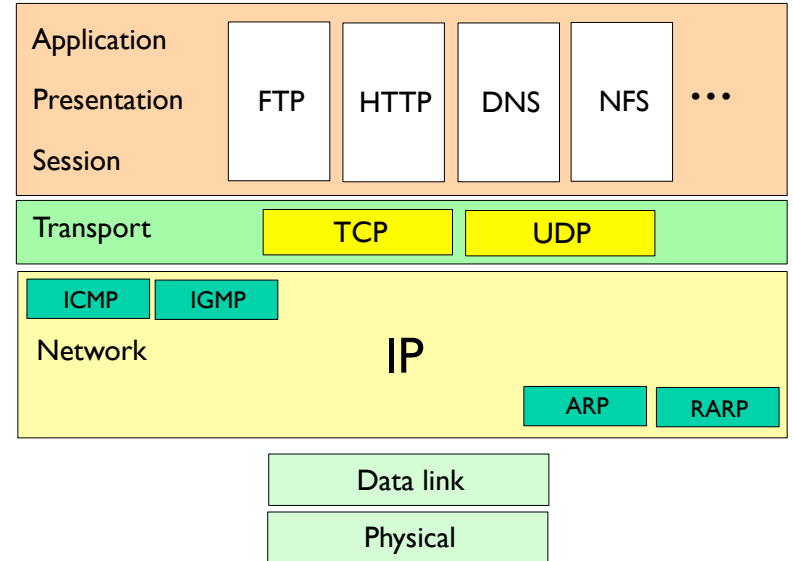 Application
Presentation
Session
FTP HTTP DNS NFS ...
Transport
TCP UDP
ICMP IGMP
Network
IP
ARP RARP
Data link
Physical